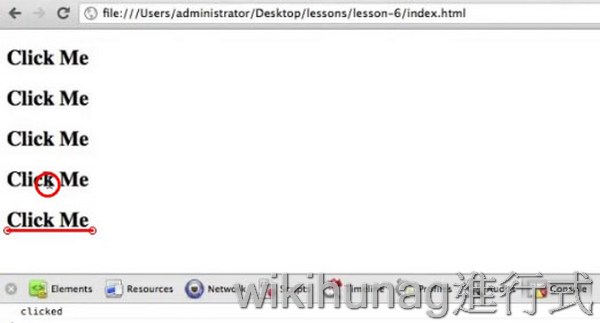 file:///Users/administrator/Desktop/lessons/lesson-6/index.html
Click Me
Click Me
Click Me
Click Me
Click Me
Elements Resources Network Scripts Timeline Profiles Audits Console
wikihunag進行式
clicked